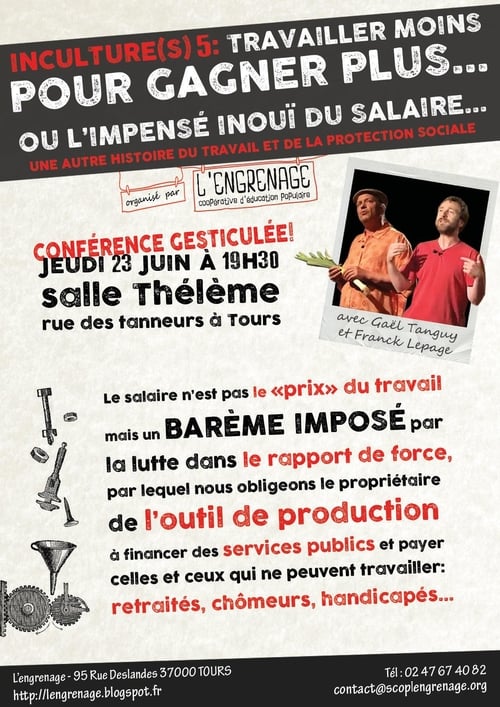 INCULTURE(S) 5: TRAVAILLER MOINS
POUR GAGNER PLUS...
OU L'IMPENSÉ INOUÏ DU SALAIRE...
UNE AUTRE HISTOIRE DU TRAVAIL ET DE LA PROTECTION SOCIALE
organisé par
L'ENGRENAGE
coopérative d'éducation populaire
CONFÉRENCE GESTICULÉE!
JEUDI 23 JUIN À 19H30
Salle Thélème
rue des tanneurs à Tours
avec Gaël Tanguy
et Franck Lepage
Le salaire n'est pas le «prix» du travail
mais un BARÈME IMPOSÉ par
la lutte dans le rapport de force,
par lequel nous obligeons le propriétaire
de l'outil de production
à financer des services publics et payer
celles et ceux qui ne peuvent travailler:
retraités, chômeurs, handicapés...
L'engrenage - 95 Rue Deslandes 37000 TOURS
http://lengrenage.blogspot.fr
Tél : 02 47 67 40 82
contact@scoplengrenage.org